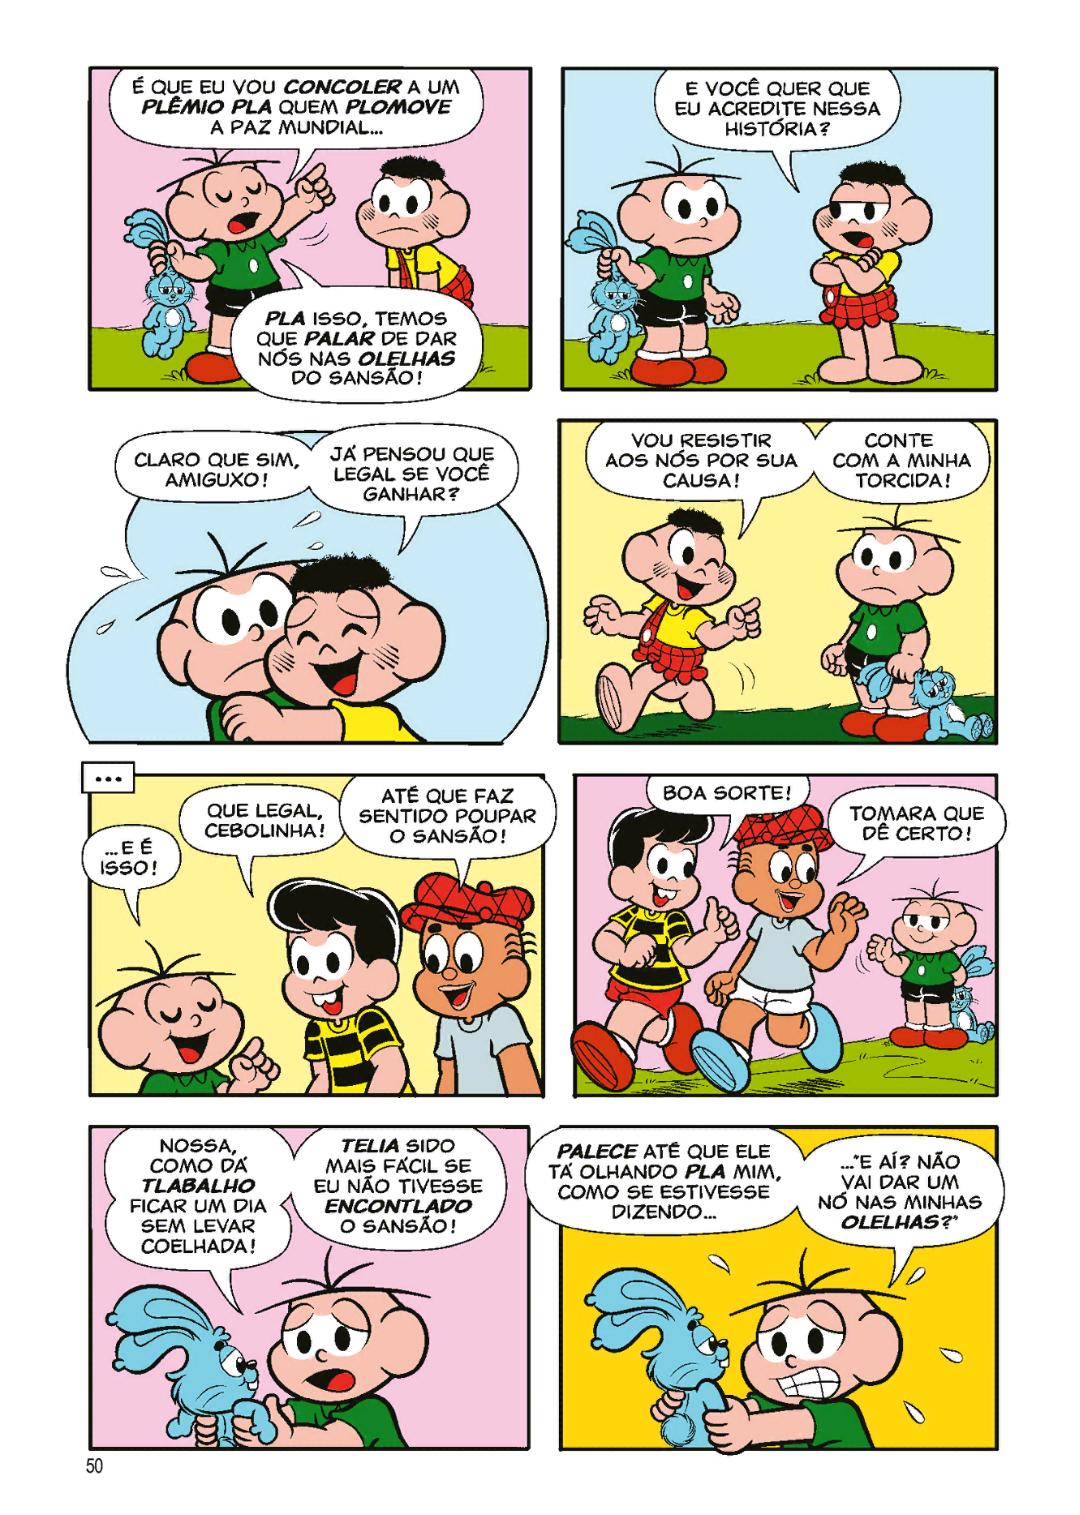 É QUE EU VOU CONCOLER A UM
PLÊMIO PLA QUEM PLOMOVE
A PAZ MUNDIAL...
PLA ISSO, TEMOS
QUE PALAR DE DAR
NÓS NAS OLELHAS
DO SANSÃO!
E VOCÊ QUER QUE
EU ACREDITE NESSA
HISTÓRIA?
CLARO QUE SIM,
AMIGUXO!
JÁ PENSOU QUE
LEGAL SE VOCÊ
GANHAR?
VOU RESISTIR
AOS NÓS POR SUA
CAUSA!
CONTE
COM A MINHA
TORCIDA!
...
...E É
ISSO!
QUE LEGAL,
CEBOLINHA!
ATÉ QUE FAZ
SENTIDO POUPAR
O SANSÃO!
BOA SORTE!
TOMARA QUE
DÊ CERTO!
NOSSA,
COMO DÁ
TLABALHO
FICAR UM DIA
SEM LEVAR
COELHADA!
TELIA SIDO
MAIS FÁCIL SE
EU NÃO TIVESSE
ENCONTLADO
O SANSÃO!
PALECE ATÉ QUE ELE
TÁ OLHANDO PLA MIM,
COMO SE ESTIVESSE
DIZENDO...
..."E AÍ? NÃO
VAI DAR UM
NÓ NAS MINHAS
OLELHAS?"
50